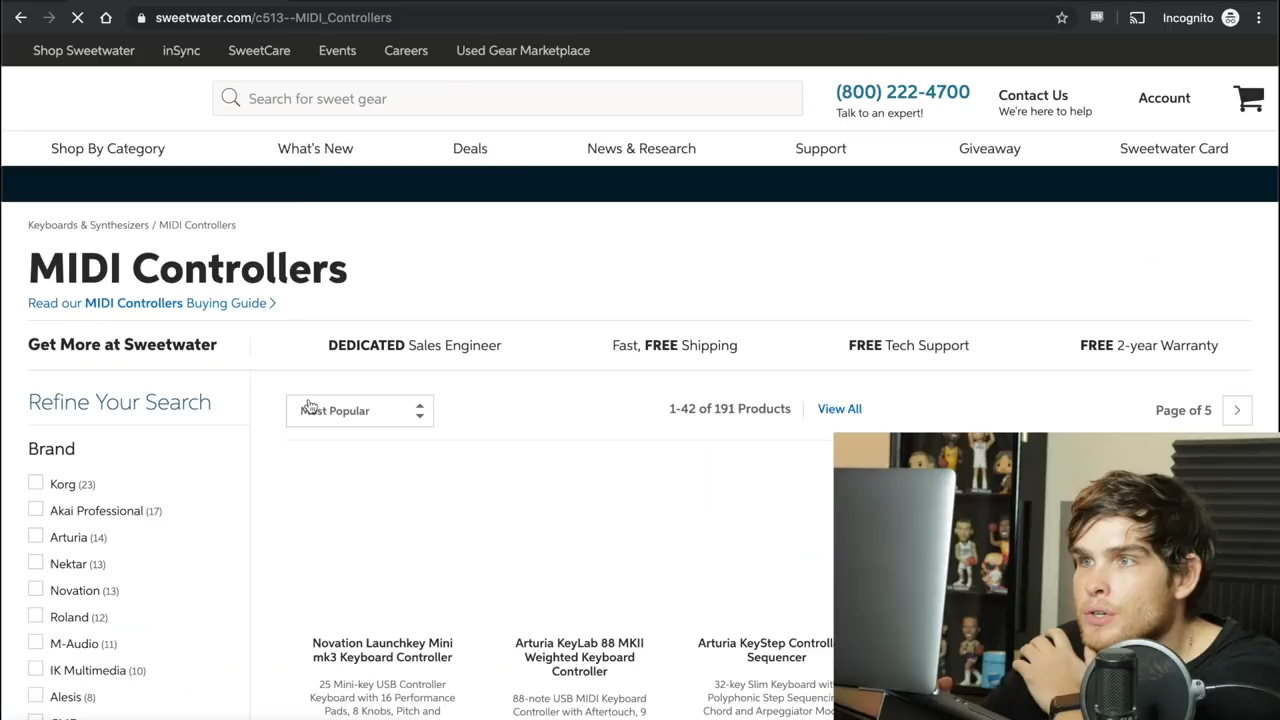 sweetwater.com/c513--MIDI_Controllers
Incognito
Shop Sweetwater
inSync
SweetCare
Events
Careers
Used Gear Marketplace
Search for sweet gear
(800) 222-4700
Talk to an expert!
Contact Us
We're here to help
Account
Shop By Category
What's New
Deals
News & Research
Support
Giveaway
Sweetwater Card
Keyboards & Synthesizers / MIDI Controllers
MIDI Controllers
Read our MIDI Controllers Buying Guide >
Get More at Sweetwater
DEDICATED Sales Engineer
Fast, FREE Shipping
FREE Tech Support
FREE 2-year Warranty
Refine Your Search
Most Popular
1-42 of 191 Products
View All
Page of 5
Brand
Korg (23)
Akai Professional (17)
Arturia (14)
Nektar (13)
Novation (13)
Roland (12)
M-Audio (11)
IK Multimedia (10)
Alesis (8)
Novation Launchkey Mini
mk3 Keyboard Controller
25 Mini-key USB Controller
Keyboard with 16 Performance
Pads, 8 Knobs, Pitch and
Arturia KeyLab 88 MKII
Weighted Keyboard
Controller
88-note USB MIDI Keyboard
Controller with Aftertouch, 9
Arturia KeyStep Control
Sequencer
32-key Slim Keyboard with
Polyphonic Step Sequencin
Chord and Arpeggiator Mo